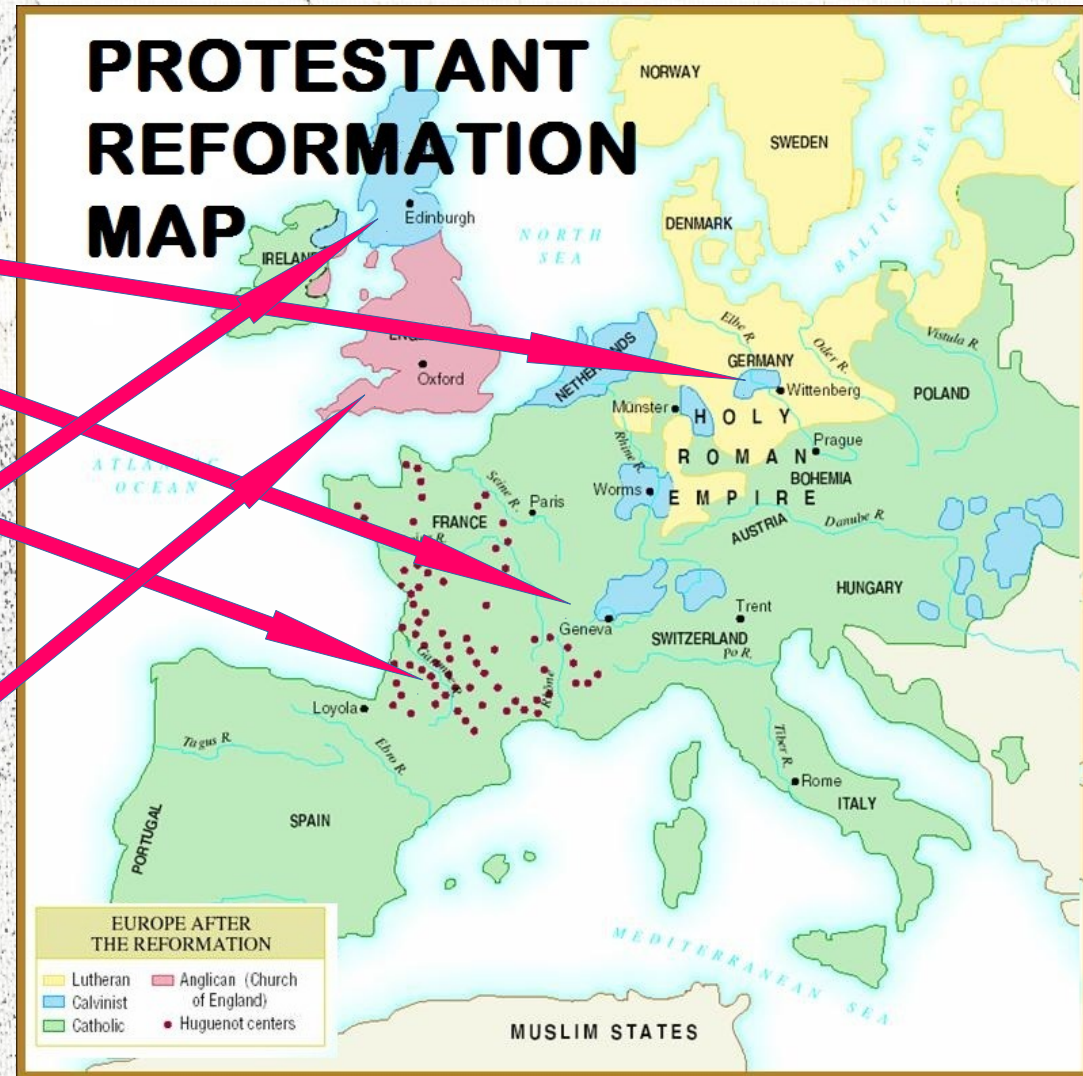 PROTESTANT
REFORMATION
MAP
NORWAY
SWEDEN
BALTIC SEA
DENMARK
NORTH
SEA
Edinburgh
IRELAND
Oxford
NETHERLANDS
Elbe R.
Oder R.
Vistula R.
GERMANY
Wittenberg
POLAND
Münster
HOLY
ROMAN
EMPIRE
Rhine R.
Prague
BOHEMIA
Worms
AUSTRIA
Danube R.
ATLANTIC
OCEAN
Seine R.
Paris
FRANCE
HUNGARY
Geneva
Trent
SWITZERLAND
Po R.
Rhône
Loyola
Tagus R.
Ebro R.
Tiber R.
Rome
ITALY
PORTUGAL
SPAIN
MEDITERRANEAN SEA
MUSLIM STATES
EUROPE AFTER
THE REFORMATION
Lutheran
Calvinist
Catholic
Anglican (Church
of England)
Huguenot centers